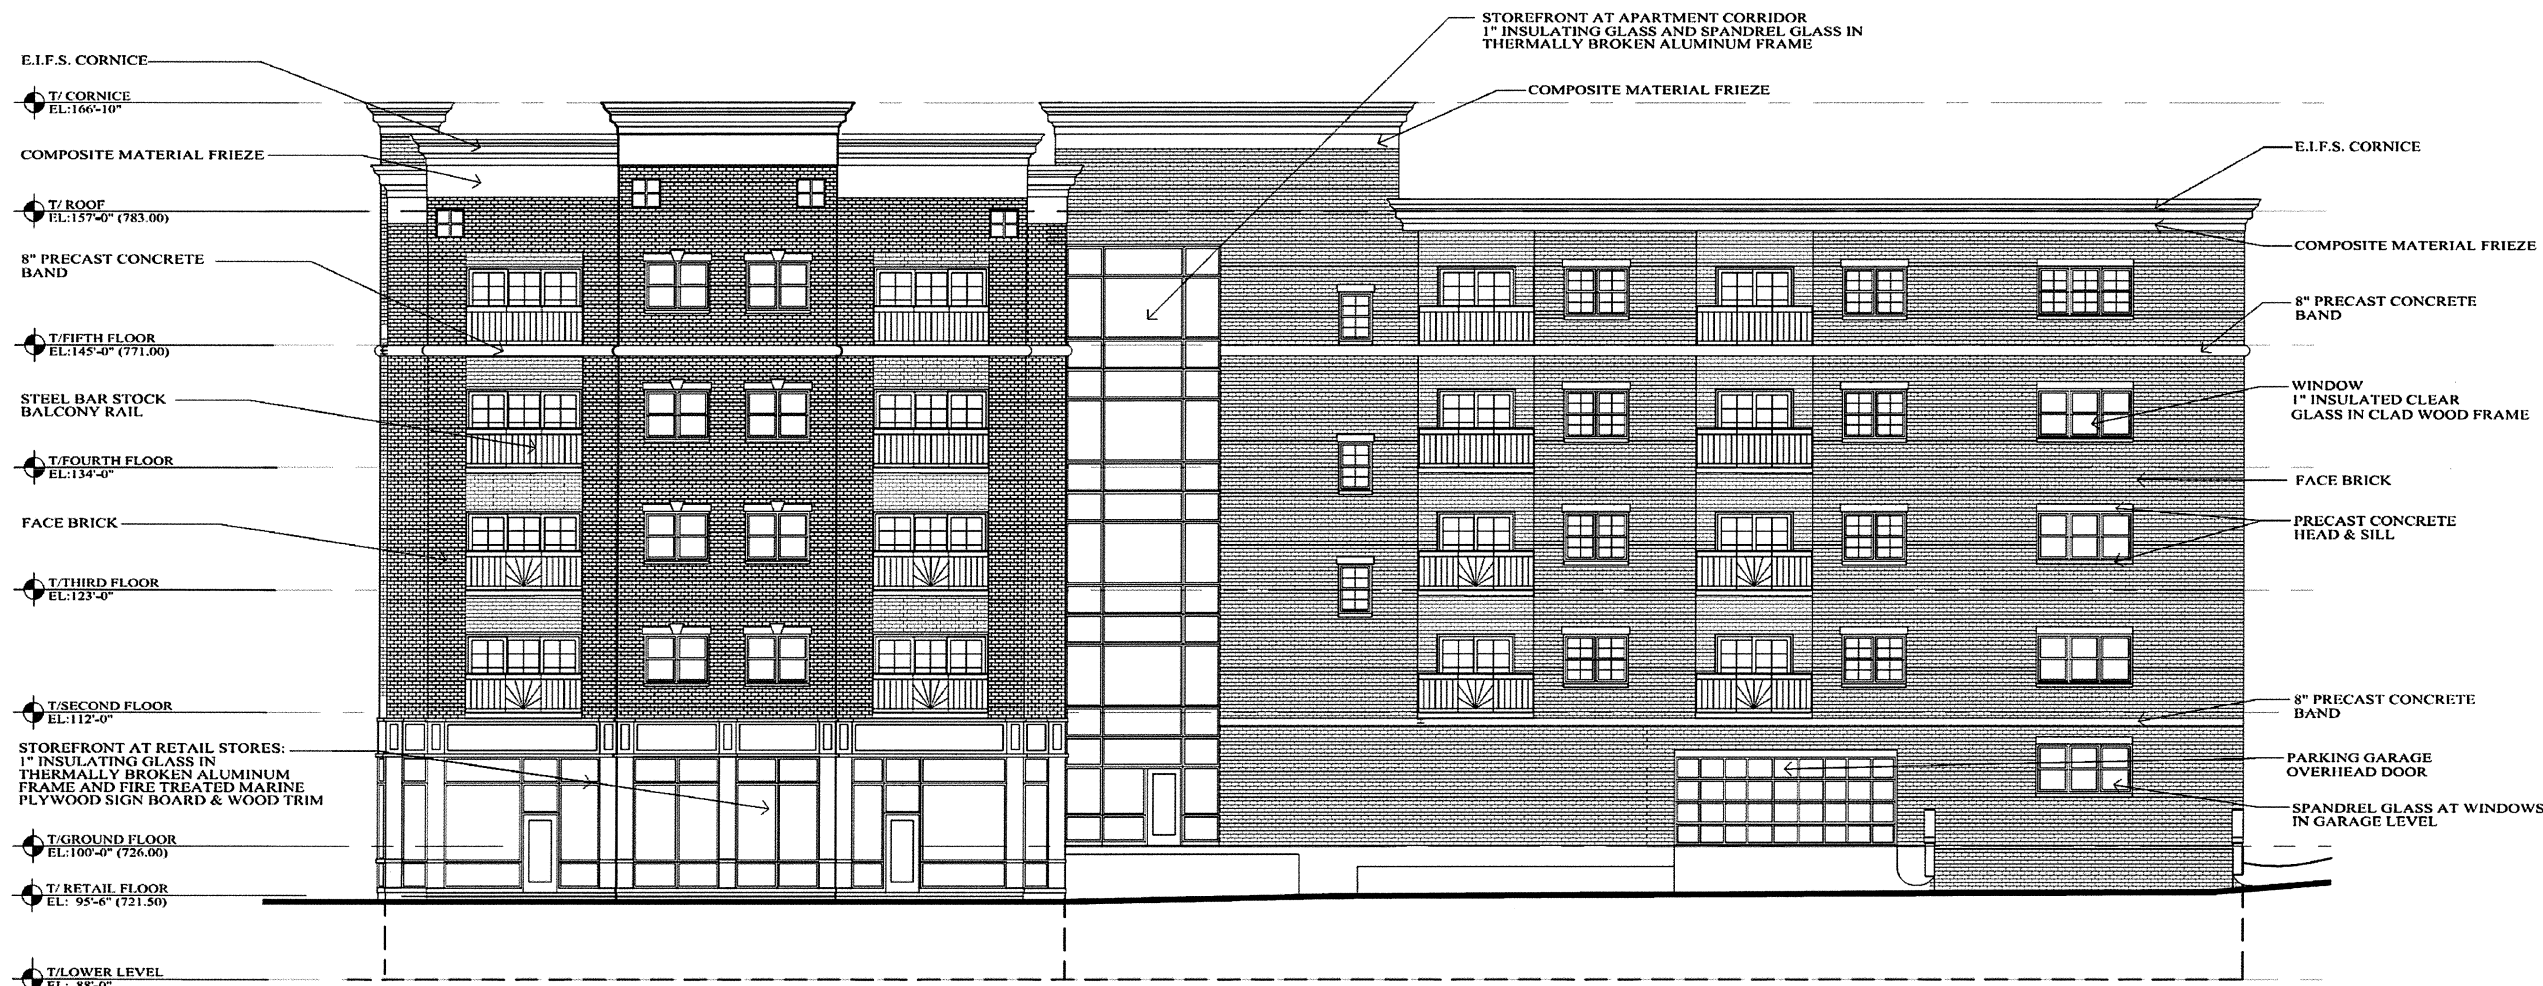 STOREFRONT AT APARTMENT CORRIDOR
1" INSULATING GLASS AND SPANDREL GLASS IN
THERMALLY BROKEN ALUMINUM FRAME
E.I.F.S. CORNICE
T/ CORNICE
EL:166'-10"
COMPOSITE MATERIAL FRIEZE
COMPOSITE MATERIAL FRIEZE
E.I.F.S. CORNICE
T/ ROOF
EL:157'-0" (783.00)
COMPOSITE MATERIAL FRIEZE
8" PRECAST CONCRETE
BAND
8" PRECAST CONCRETE
BAND
T/FIFTH FLOOR
EL:145'-0" (771.00)
STEEL BAR STOCK
BALCONY RAIL
WINDOW
1" INSULATED CLEAR
GLASS IN CLAD WOOD FRAME
T/FOURTH FLOOR
EL:134'-0"
FACE BRICK
FACE BRICK
PRECAST CONCRETE
HEAD & SILL
T/THIRD FLOOR
EL:123'-0"
T/SECOND FLOOR
EL:112'-0"
8" PRECAST CONCRETE
BAND
STOREFRONT AT RETAIL STORES:
1" INSULATING GLASS IN
THERMALLY BROKEN ALUMINUM
FRAME AND FIRE TREATED MARINE
PLYWOOD SIGN BOARD & WOOD TRIM
PARKING GARAGE
OVERHEAD DOOR
SPANDREL GLASS AT WINDOWS
IN GARAGE LEVEL
T/GROUND FLOOR
EL:100'-0" (726.00)
T/ RETAIL FLOOR
EL: 95'-6" (721.50)
T/LOWER LEVEL
EL: 88'-0"